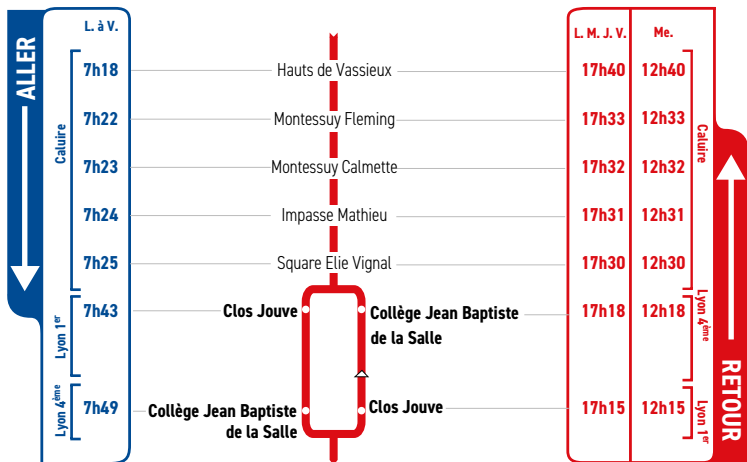 ALLER
L. à V.
L. M. J. V. Me.
Caluire
7h18 Hauts de Vassieux 17h40 12h40
7h22 Montessuy Fleming 17h33 12h33
7h23 Montessuy Calmette 17h32 12h32
7h24 Impasse Mathieu 17h31 12h31
7h25 Square Elie Vignal 17h30 12h30
Caluire
Lyon 1er
7h43 Clos Jouve Collège Jean Baptiste 17h18 12h18
de la Salle
Lyon 4ème
Lyon 4ème
7h49 Collège Jean Baptiste Clos Jouve 17h15 12h15
de la Salle
Lyon 1er
RETOUR